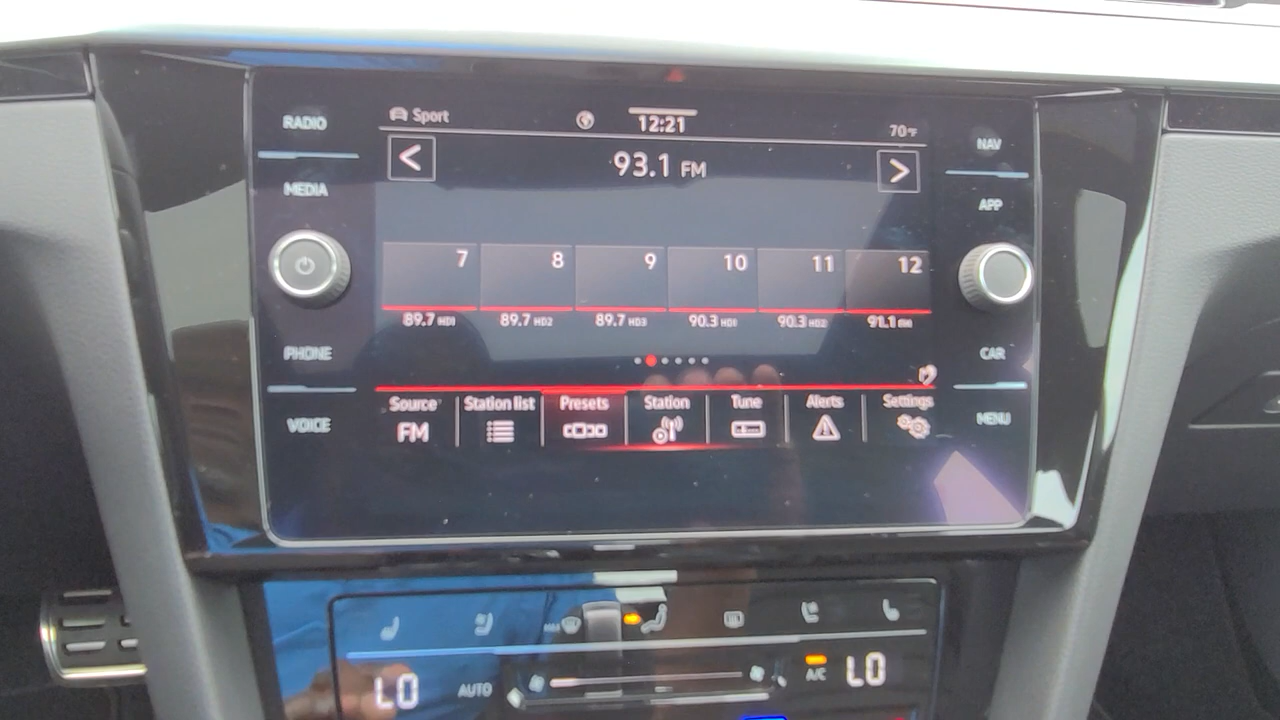 RADIO
Sport
12:21
70°F
NAV
<
93.1 FM
>
MEDIA
APP
7 8 9 10 11 12
89.7 HD1 89.7 HD2 89.7 HD3 90.3 HD1 90.3 HD2 91.1 FM
PHONE
CAR
Source Station list Presets Station Tune Alerts Settings
FM
VOICE
MENU
MAX
LO AUTO A/C LO